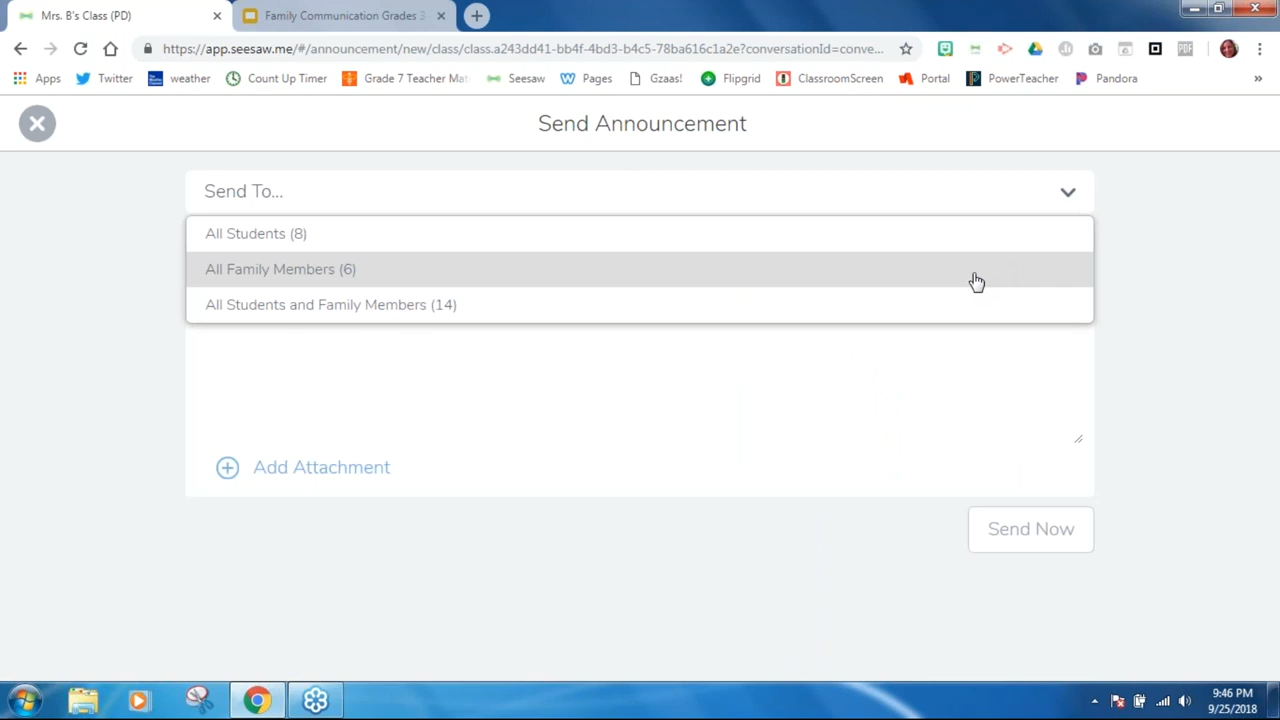 Mrs. B's Class (PD)
Family Communication Grades 3
https://app.seesaw.me/#/announcement/new/class/class.a243dd41-bb4f-4bd3-b4c5-78ba616c1a2e?conversationId=conve...
Apps Twitter weather Count Up Timer Grade 7 Teacher Mat Seesaw Pages Gzaas! Flipgrid ClassroomScreen Portal PowerTeacher Pandora »
Send Announcement
Send To...
All Students (8)
All Family Members (6)
All Students and Family Members (14)
Add Attachment
Send Now
9:46 PM
9/25/2018